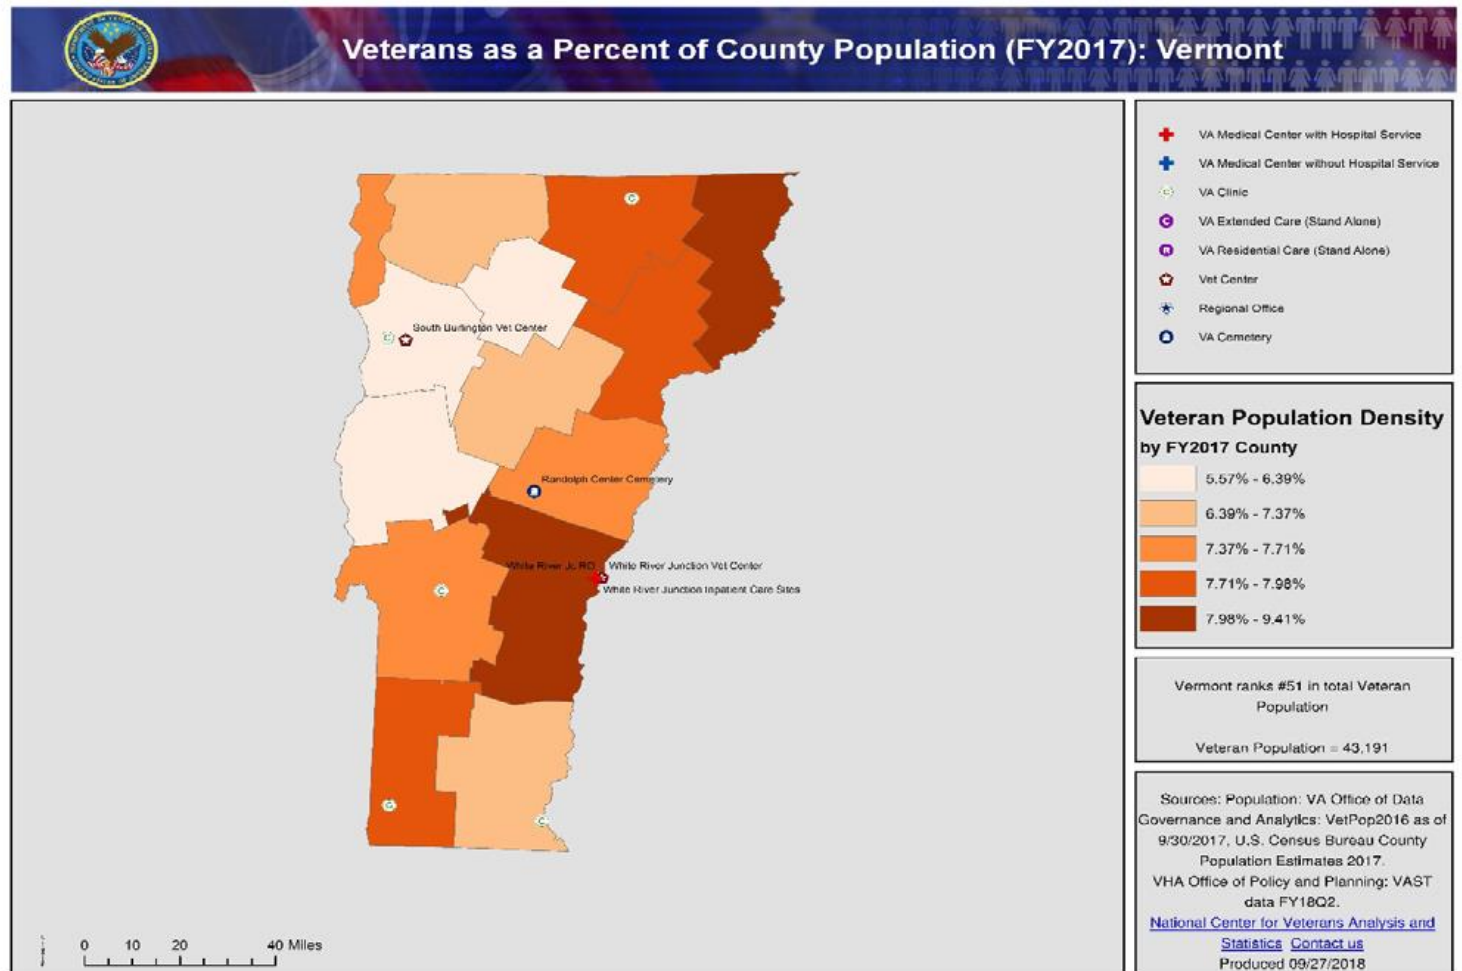 Veterans as a Percent of County Population (FY2017): Vermont
South Burlington Vet Center
Randolph Center Cemetery
White River Jc RO
White River Junction Vet Center
White River Junction Inpatient Care Sites
0 10 20 40 Miles
VA Medical Center with Hospital Service
VA Medical Center without Hospital Service
VA Clinic
VA Extended Care (Stand Alone)
VA Residential Care (Stand Alone)
Vet Center
Regional Office
VA Cemetery
Veteran Population Density
by FY2017 County
5.57% - 6.39%
6.39% - 7.37%
7.37% - 7.71%
7.71% - 7.98%
7.98% - 9.41%
Vermont ranks #51 in total Veteran
Population
Veteran Population = 43,191
Sources: Population: VA Office of Data
Governance and Analytics: VetPop2016 as of
9/30/2017, U.S. Census Bureau County
Population Estimates 2017.
VHA Office of Policy and Planning: VAST
data FY18Q2.
National Center for Veterans Analysis and
Statistics Contact us
Produced 09/27/2018